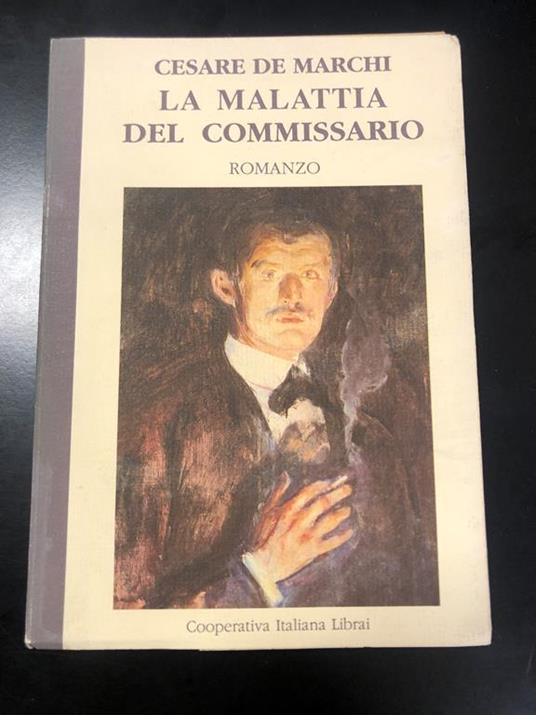 CESARE DE MARCHI
LA MALATTIA
DEL COMMISSARIO
ROMANZO
Cooperativa Italiana Librai